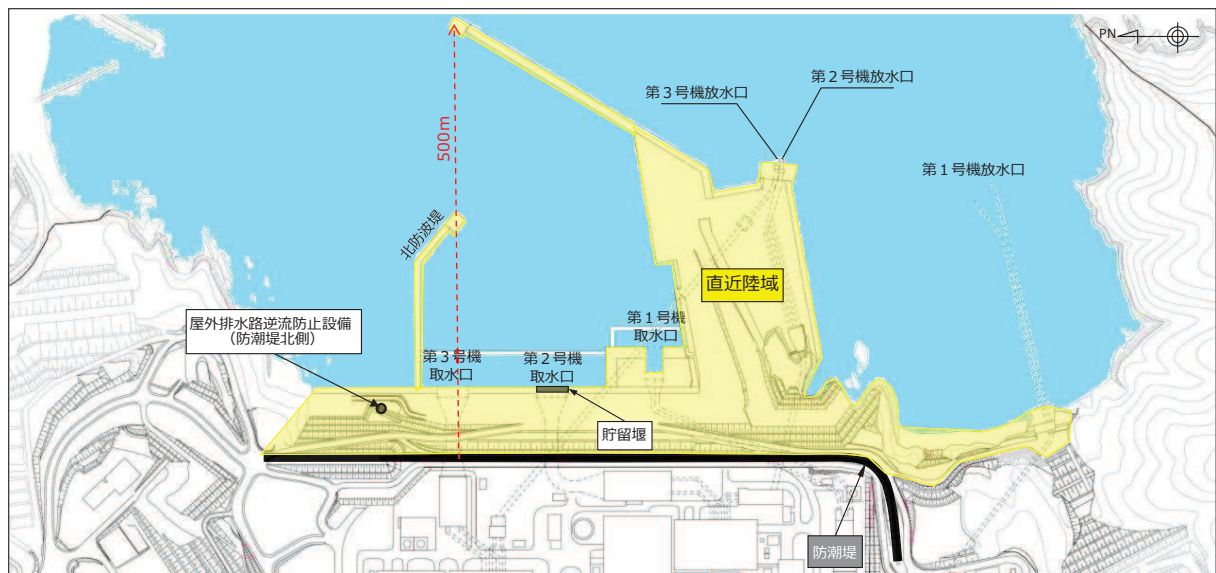 PN
第2号機放水口
第3号機放水口
500m
第1号機放水口
北防波堤
直近陸域
屋外排水路逆流防止設備
(防潮堤北側)
第1号機
取水口
第3号機
取水口
第2号機
取水口
貯留堰
防潮堤